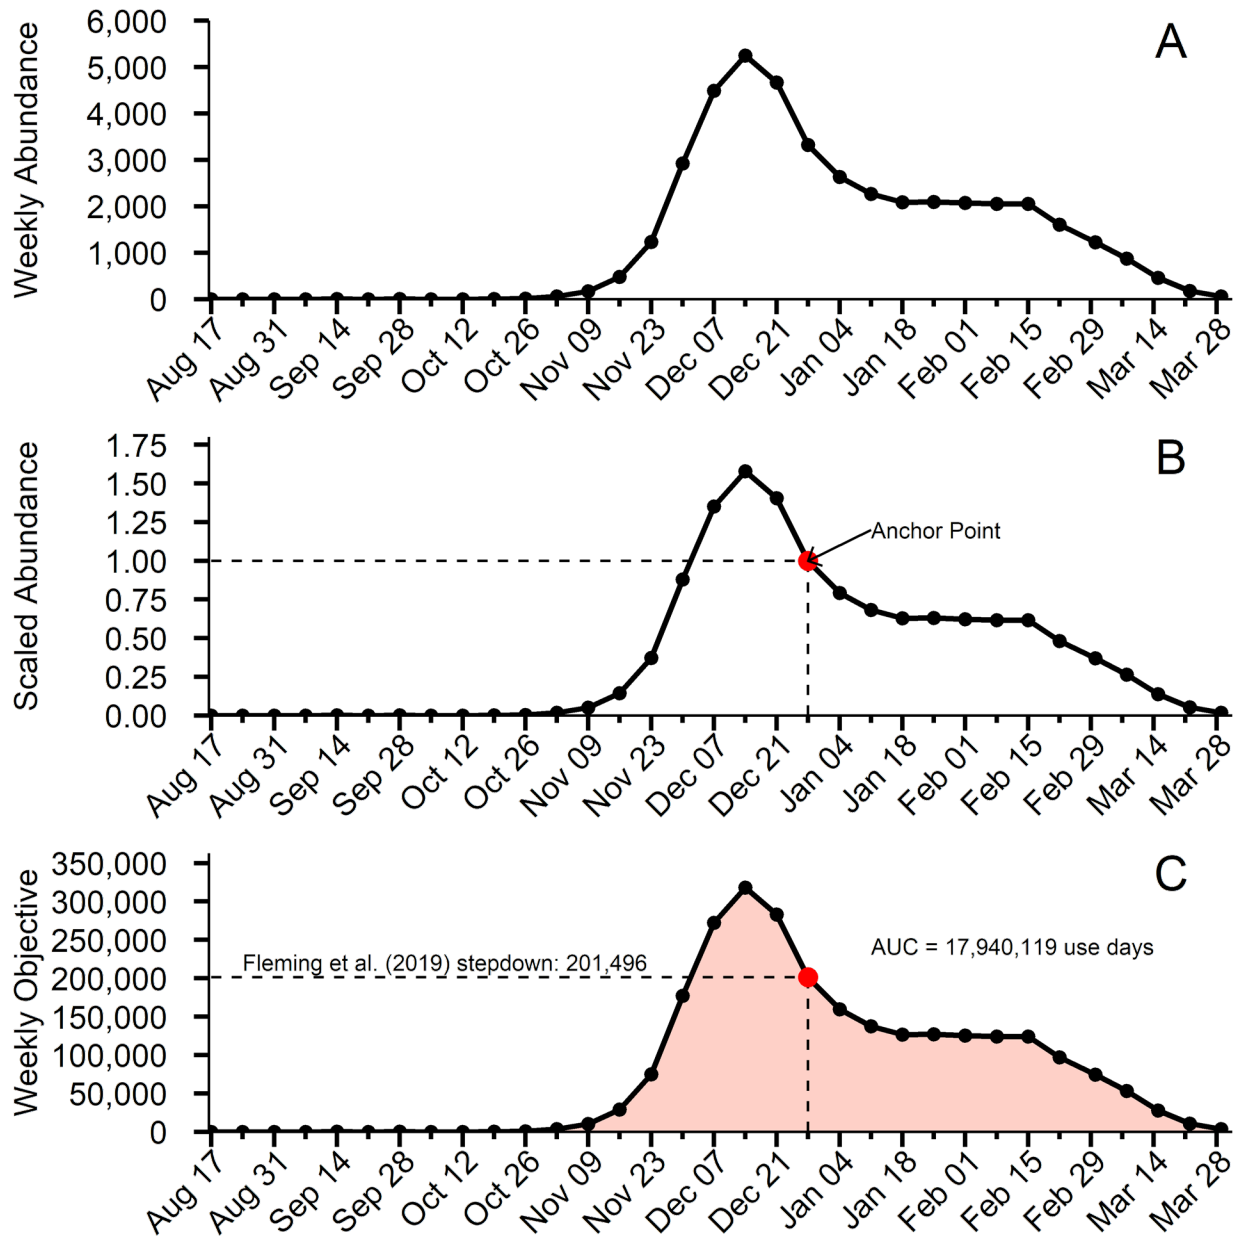 A
Weekly Abundance
6,000
5,000
4,000
3,000
2,000
1,000
0
Aug 17
Aug 31
Sep 14
Sep 28
Oct 12
Oct 26
Nov 09
Nov 23
Dec 07
Dec 21
Jan 04
Jan 18
Feb 01
Feb 15
Feb 29
Mar 14
Mar 28
B
Scaled Abundance
1.75
1.50
1.25
1.00
0.75
0.50
0.25
0.00
Anchor Point
Aug 17
Aug 31
Sep 14
Sep 28
Oct 12
Oct 26
Nov 09
Nov 23
Dec 07
Dec 21
Jan 04
Jan 18
Feb 01
Feb 15
Feb 29
Mar 14
Mar 28
C
Weekly Objective
350,000
300,000
250,000
200,000
150,000
100,000
50,000
0
AUC = 17,940,119 use days
Fleming et al. (2019) stepdown: 201,496
Aug 17
Aug 31
Sep 14
Sep 28
Oct 12
Oct 26
Nov 09
Nov 23
Dec 07
Dec 21
Jan 04
Jan 18
Feb 01
Feb 15
Feb 29
Mar 14
Mar 28